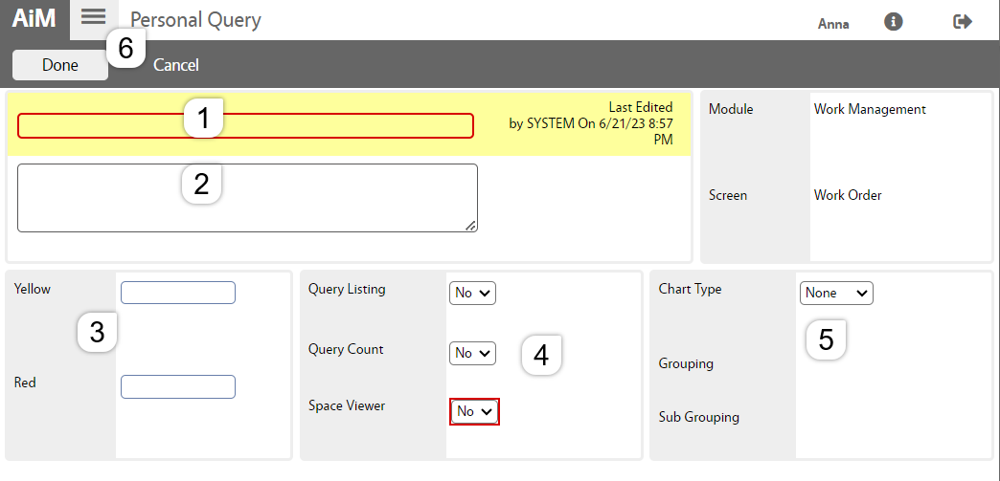 AiM
Personal Query
Anna
6
Done
Cancel
1
Last Edited
by SYSTEM On 6/21/23 8:57
PM
2
Module
Work Management
Screen
Work Order
Yellow
3
Red
Query Listing
No
Query Count
No
4
Space Viewer
No
Chart Type
None
5
Grouping
Sub Grouping